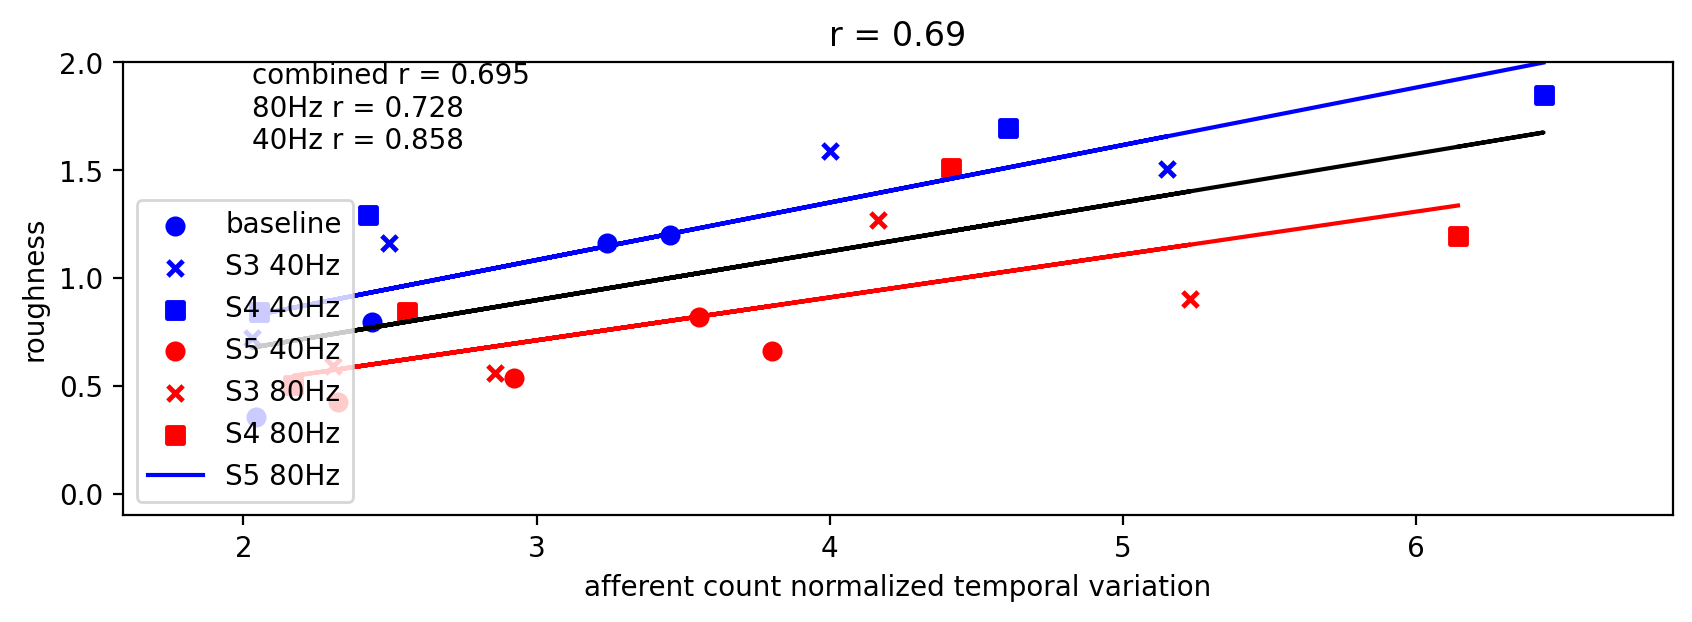 r = 0.69
combined r = 0.695
80Hz r = 0.728
40Hz r = 0.858
2.0
1.5
1.0
0.5
0.0
roughness
baseline
S3 40Hz
S4 40Hz
S5 40Hz
S3 80Hz
S4 80Hz
S5 80Hz
2 3 4 5 6
afferent count normalized temporal variation